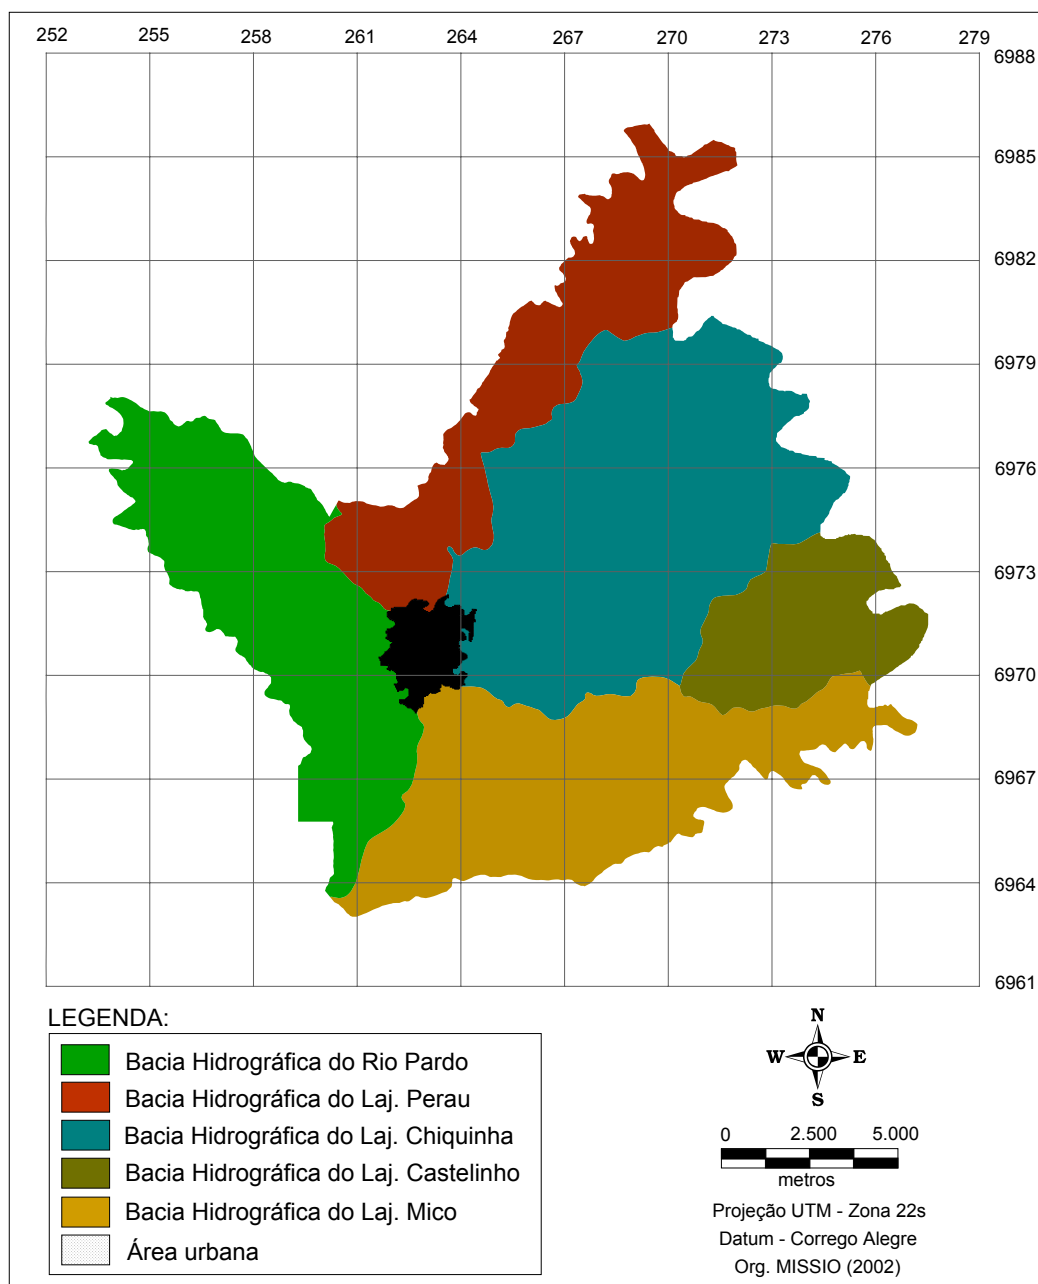 252 255 258 261 264 267 270 273 276 279
6988
6985
6982
6979
6976
6973
6970
6967
6964
6961
LEGENDA:
Bacia Hidrográfica do Rio Pardo
Bacia Hidrográfica do Laj. Perau
Bacia Hidrográfica do Laj. Chiquinha
Bacia Hidrográfica do Laj. Castelinho
Bacia Hidrográfica do Laj. Mico
Área urbana
N
W E
S
0 2.500 5.000
metros
Projeção UTM - Zona 22s
Datum - Corrego Alegre
Org. MISSIO (2002)